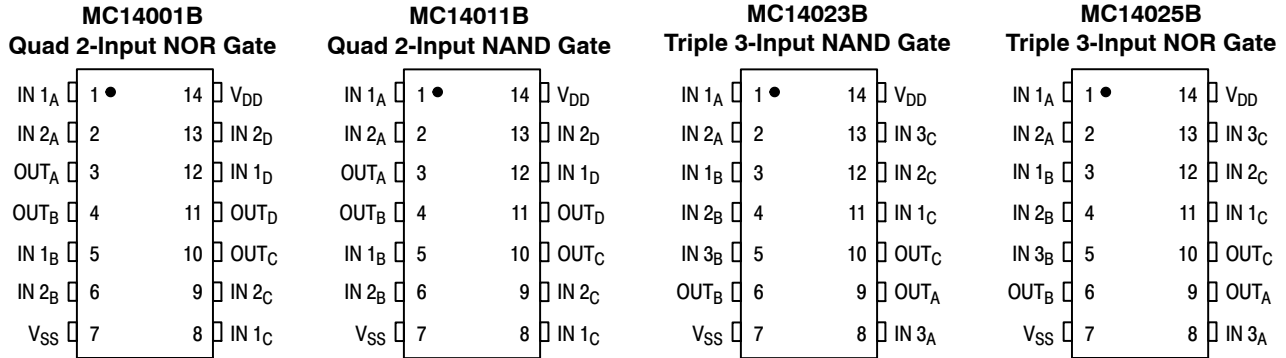 MC14001B
Quad 2-Input NOR Gate
IN 1A 1 14 VDD
IN 2A 2 13 IN 2D
OUTA 3 12 IN 1D
OUTB 4 11 OUTD
IN 1B 5 10 OUTC
IN 2B 6 9 IN 2C
VSS 7 8 IN 1C
MC14011B
Quad 2-Input NAND Gate
IN 1A 1 14 VDD
IN 2A 2 13 IN 2D
OUTA 3 12 IN 1D
OUTB 4 11 OUTD
IN 1B 5 10 OUTC
IN 2B 6 9 IN 2C
VSS 7 8 IN 1C
MC14023B
Triple 3-Input NAND Gate
IN 1A 1 14 VDD
IN 2A 2 13 IN 3C
IN 1B 3 12 IN 2C
IN 2B 4 11 IN 1C
IN 3B 5 10 OUTC
OUTB 6 9 OUTA
VSS 7 8 IN 3A
MC14025B
Triple 3-Input NOR Gate
IN 1A 1 14 VDD
IN 2A 2 13 IN 3C
IN 1B 3 12 IN 2C
IN 2B 4 11 IN 1C
IN 3B 5 10 OUTC
OUTB 6 9 OUTA
VSS 7 8 IN 3A